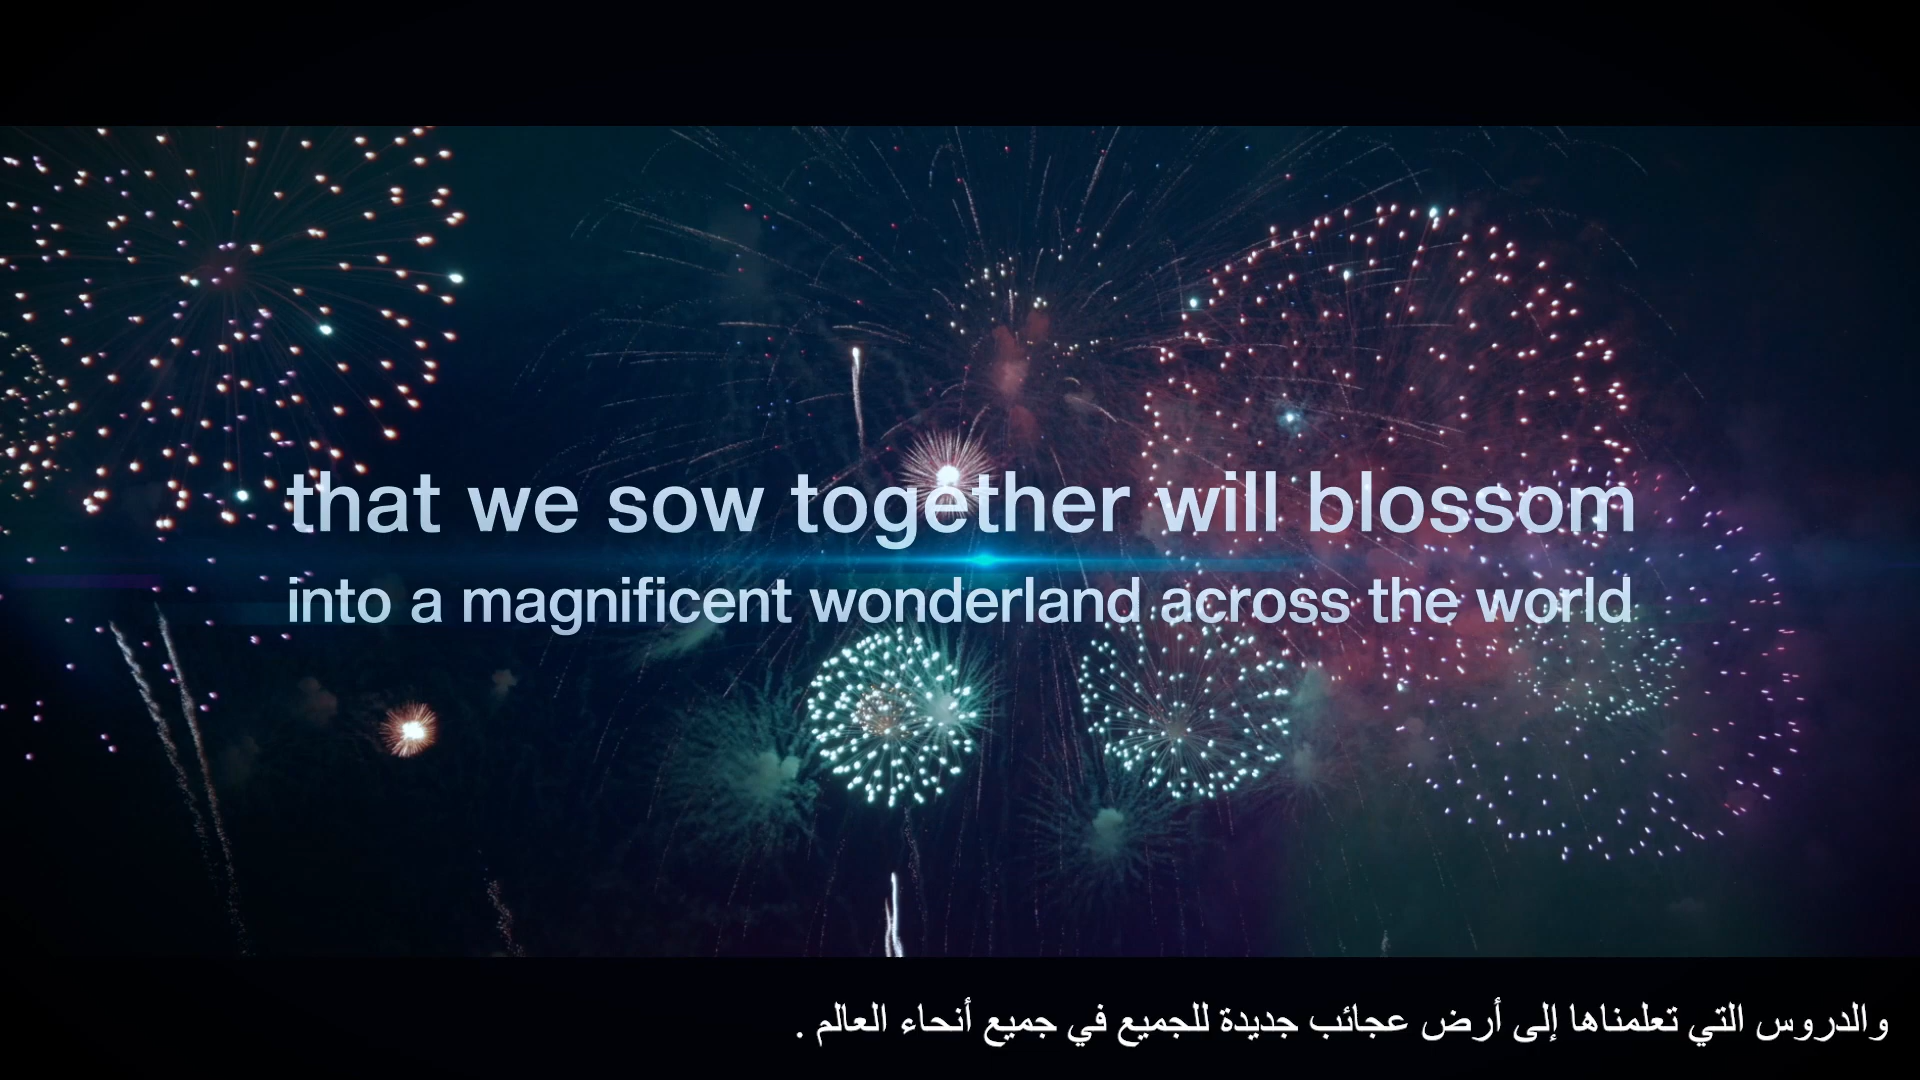 that we sow together will blossom
into a magnificent wonderland across the world
والدروس التي تعلمناها إلى أرض عجائب جديدة للجميع في جميع أنحاء العالم .